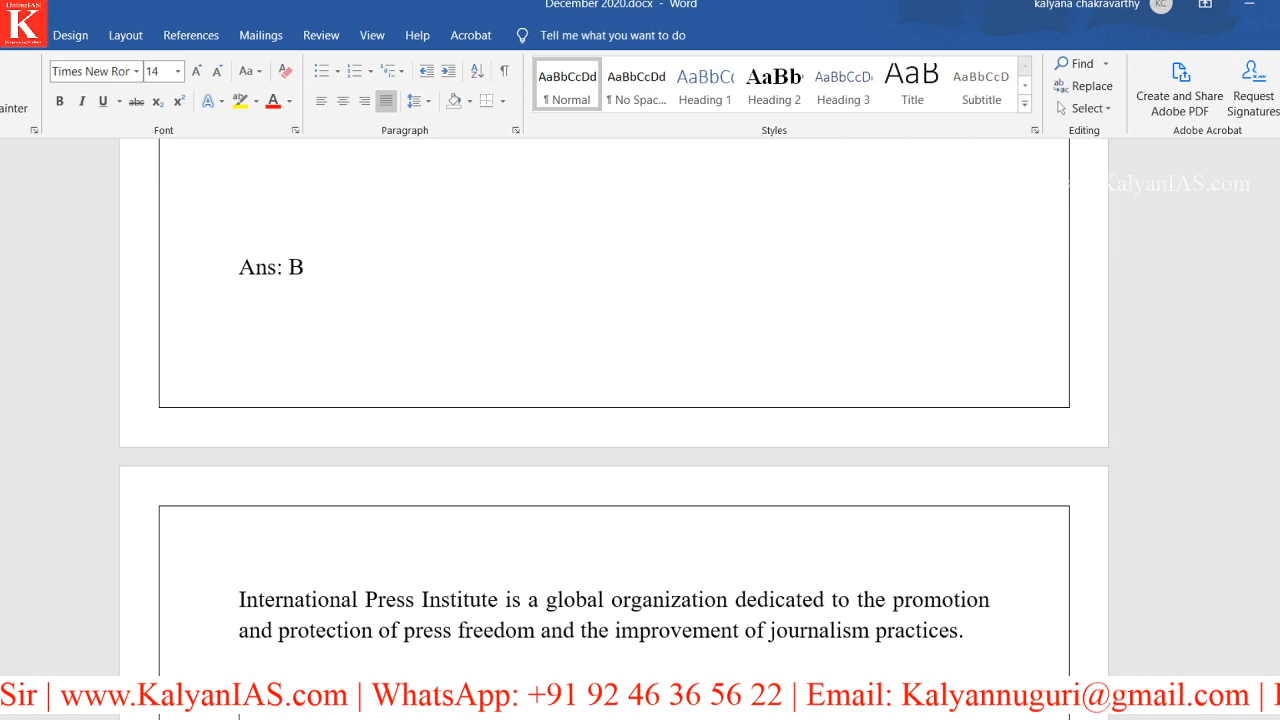 December 2020.docx - Word
kalyana chakravarthy
KC
K
Design Layout References Mailings Review View Help Acrobat Tell me what you want to do
Times New Ror 14
ainter
Font
Paragraph
AaBbCcDd AaBbCcDd AaBbC AaBb AaBbCcD AaB AaBbCcD
¶ Normal ¶ No Spac... Heading 1 Heading 2 Heading 3 Title Subtitle
Styles
Find
Replace
Select
Editing
Create and Share
Adobe PDF
Request
Signatures
Adobe Acrobat
KalyanIAS.com
Ans: B
International Press Institute is a global organization dedicated to the promotion
and protection of press freedom and the improvement of journalism practices.
Sir | www.KalyanIAS.com | WhatsApp: +91 92 46 36 56 22 | Email: Kalyannuguri@gmail.com |